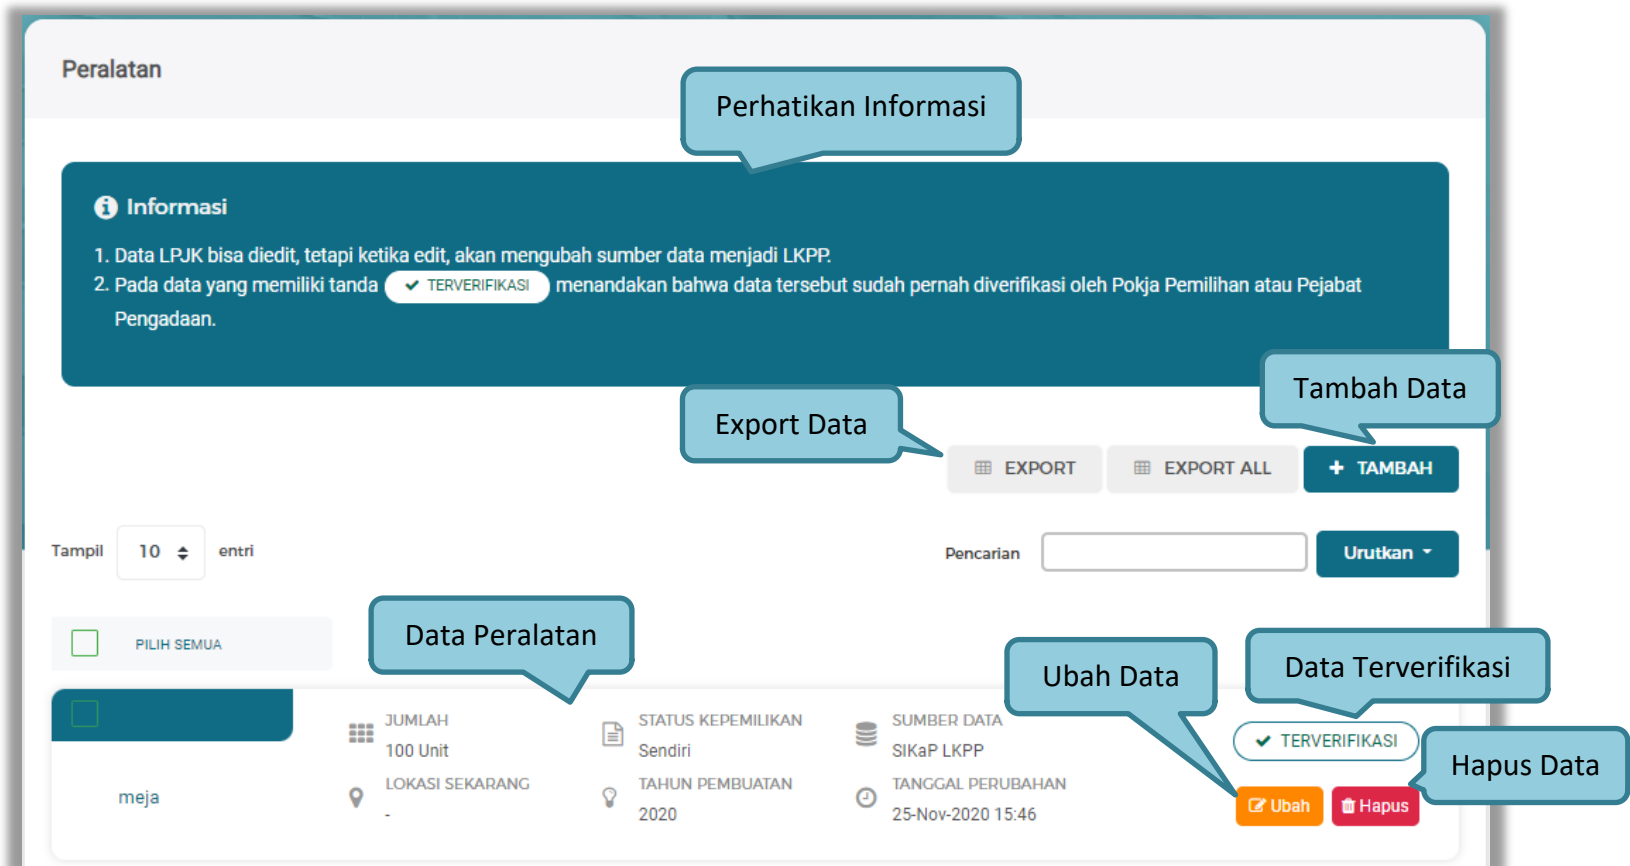 Peralatan
Perhatikan Informasi
Informasi
1. Data LPJK bisa diedit, tetapi ketika edit, akan mengubah sumber data menjadi LKPP.
2. Pada data yang memiliki tanda TERVERIFIKASI menandakan bahwa data tersebut sudah pernah diverifikasi oleh Pokja Pemilihan atau Pejabat
Pengadaan.
Tambah Data
Export Data
EXPORT EXPORT ALL + TAMBAH
Tampil 10 entri Pencarian Urutkan
PILIH SEMUA
Data Peralatan
Ubah Data
Data Terverifikasi
JUMLAH STATUS KEPEMILIKAN SUMBER DATA
100 Unit Sendiri SIKaP LKPP
TERVERIFIKASI
Hapus Data
meja
LOKASI SEKARANG TAHUN PEMBUATAN TANGGAL PERUBAHAN
- 2020 25-Nov-2020 15:46
Ubah Hapus